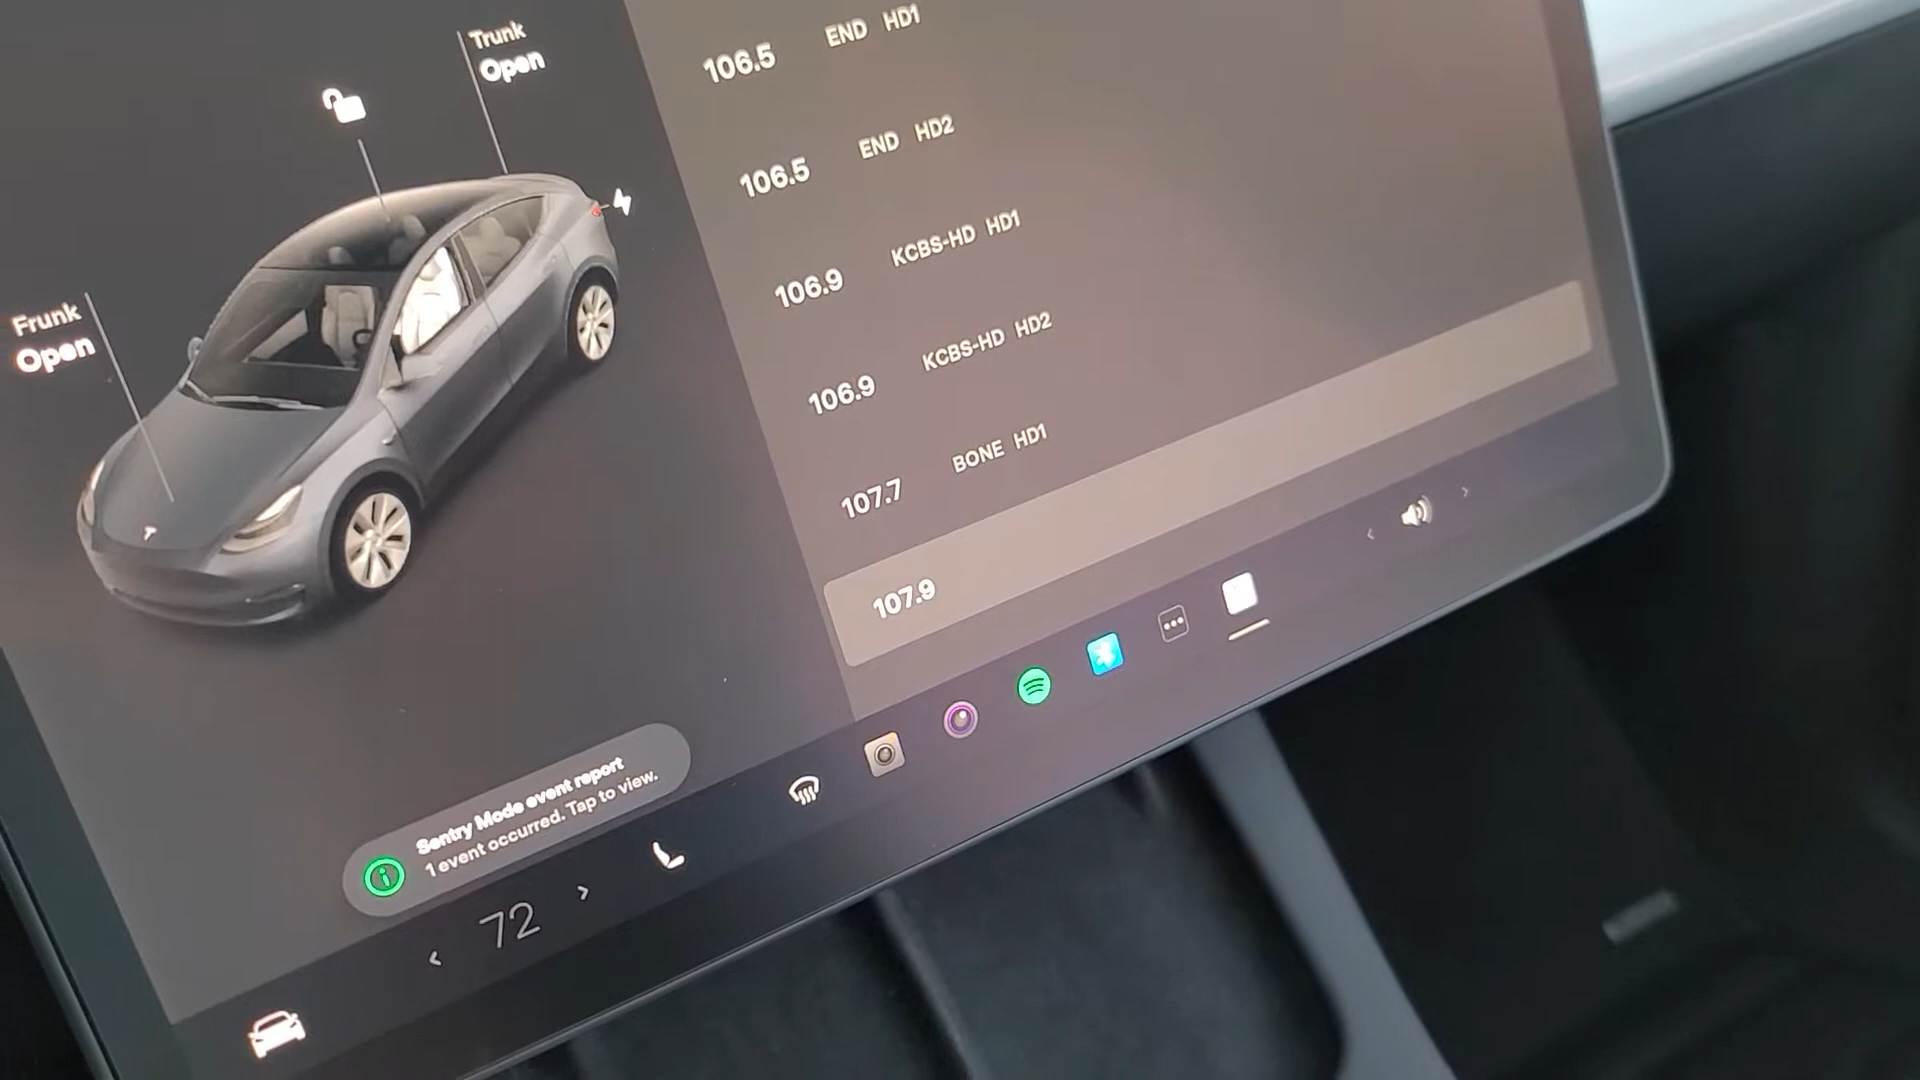 Trunk
Open
Frunk
Open
106.5 END HD1
106.5 END HD2
106.9 KCBS-HD HD1
106.9 KCBS-HD HD2
107.7 BONE HD1
107.9
Sentry Mode event report
1 event occurred. Tap to view.
72